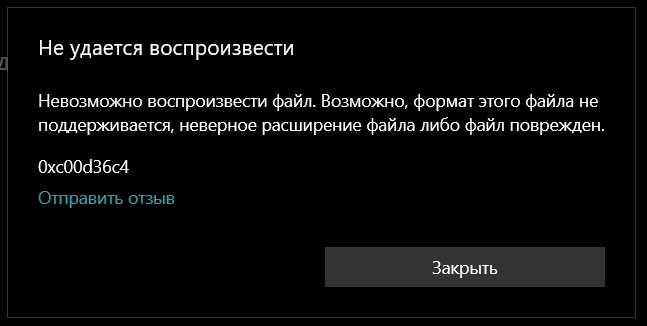 Не удается воспроизвести
Невозможно воспроизвести файл. Возможно, формат этого файла не
поддерживается, неверное расширение файла либо файл поврежден.
0xc00d36c4
Отправить отзыв
Закрыть